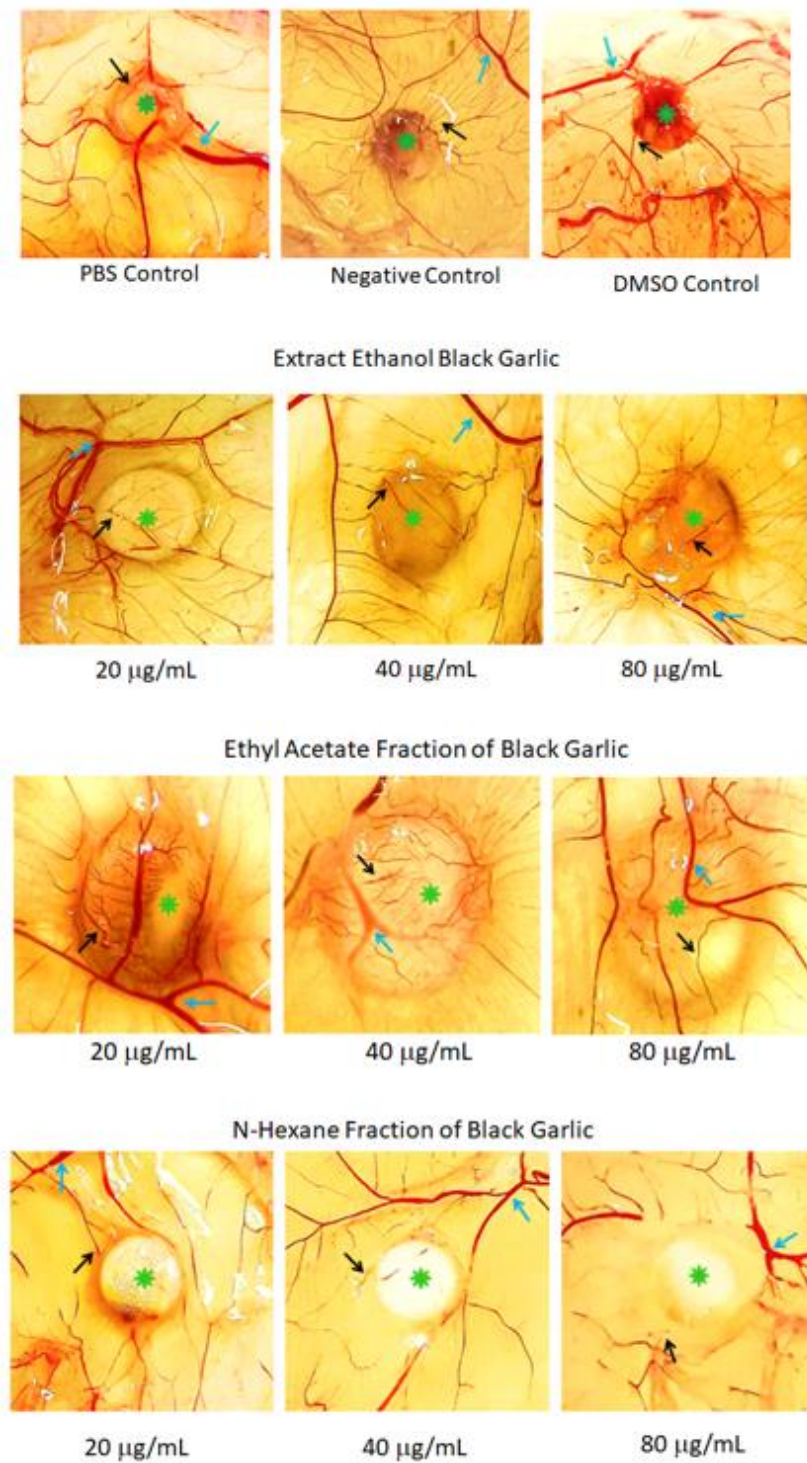 PBS Control
Negative Control
DMSO Control
Extract Ethanol Black Garlic
20 μg/mL
40 μg/mL
80 μg/mL
Ethyl Acetate Fraction of Black Garlic
20 μg/mL
40 μg/mL
80 μg/mL
N-Hexane Fraction of Black Garlic
20 μg/mL
40 μg/mL
80 μg/mL